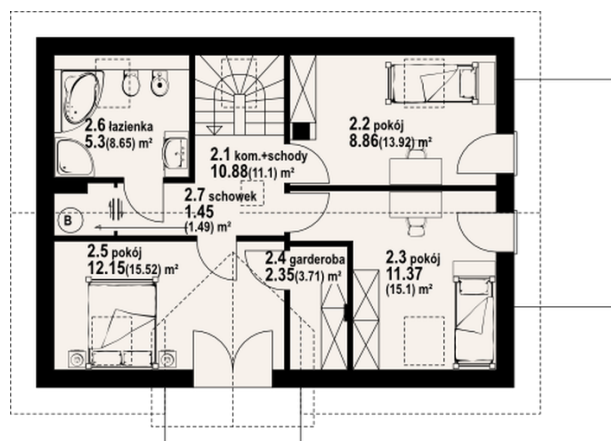 2.6 łazienka
5.3(8.65) m²
2.2 pokój
8.86(13.92) m²
2.1 kom.+schody
10.88(11.1) m²
2.7 schowek
1.45
(1.49) m²
B
2.5 pokój
12.15(15.52) m²
2.4 garderoba
2.35(3.71) m²
2.3 pokój
11.37
(15.1) m²